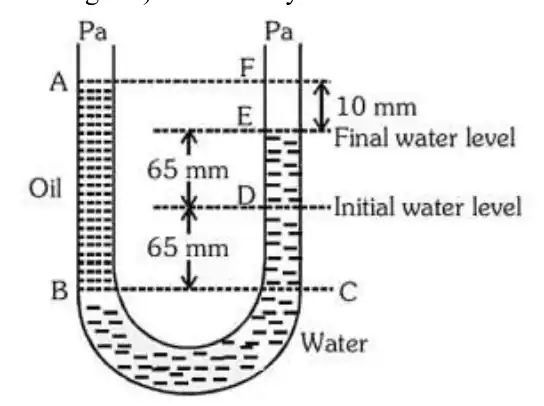 Pa Pa
A F
10 mm
E
Final water level
65 mm
Oil
D
Initial water level
65 mm
B C
Water